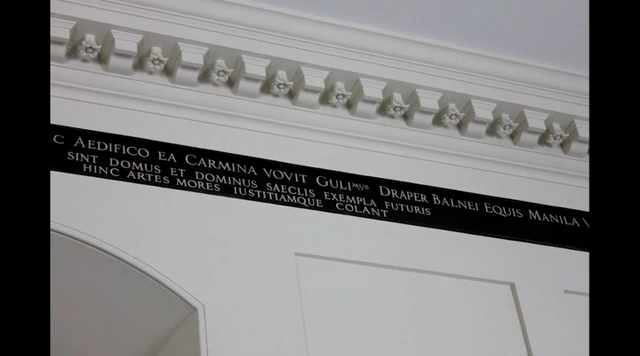 C AEDIFICO EA CARMINA VOVIT GULIᴹᵁˢ DRAPER BALNEI EQUIS MANILA
SINT DOMUS ET DOMINUS SAECLIS EXEMPLA FUTURIS
HINC ARTES MORES IUSTITIAMQUE COLANT